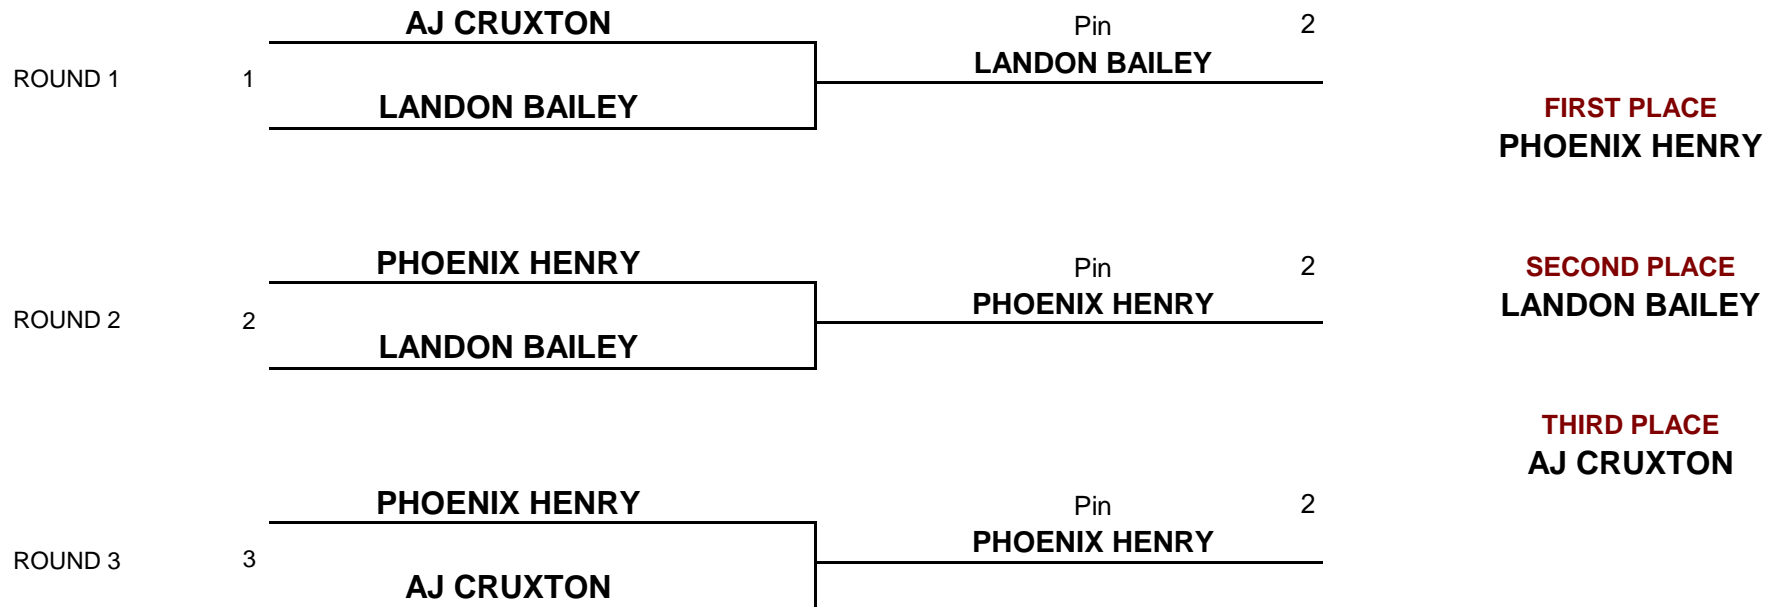 AJ CRUXTON
Pin 2
LANDON BAILEY
ROUND 1 1
LANDON BAILEY
FIRST PLACE
PHOENIX HENRY
PHOENIX HENRY
Pin 2
SECOND PLACE
PHOENIX HENRY
LANDON BAILEY
ROUND 2 2
LANDON BAILEY
THIRD PLACE
AJ CRUXTON
PHOENIX HENRY
Pin 2
PHOENIX HENRY
ROUND 3 3
AJ CRUXTON